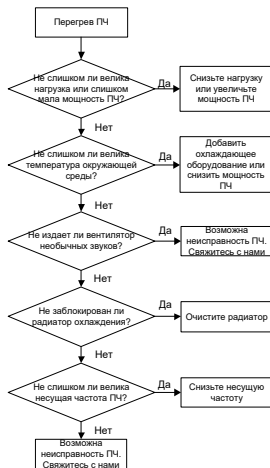 Перегрев ПЧ
Не слишком ли велика
нагрузка или слишком
мала мощность ПЧ?
Да
Снизьте нагрузку
или увеличьте
мощность ПЧ
Нет
Не слишком ли велика
температура окружающей
среды?
Да
Добавить
охлаждающее
оборудование или
снизить мощность
ПЧ
Нет
Не издает ли вентилятор
необычных звуков?
Да
Возможна
неисправность ПЧ.
Свяжитесь с нами
Нет
Не заблокирован ли
радиатор охлаждения?
Да
Очистите радиатор
Нет
Не слишком ли велика
несущая частота ПЧ?
Да
Снизьте несущую
частоту
Нет
Возможна
неисправность ПЧ.
Свяжитесь с нами